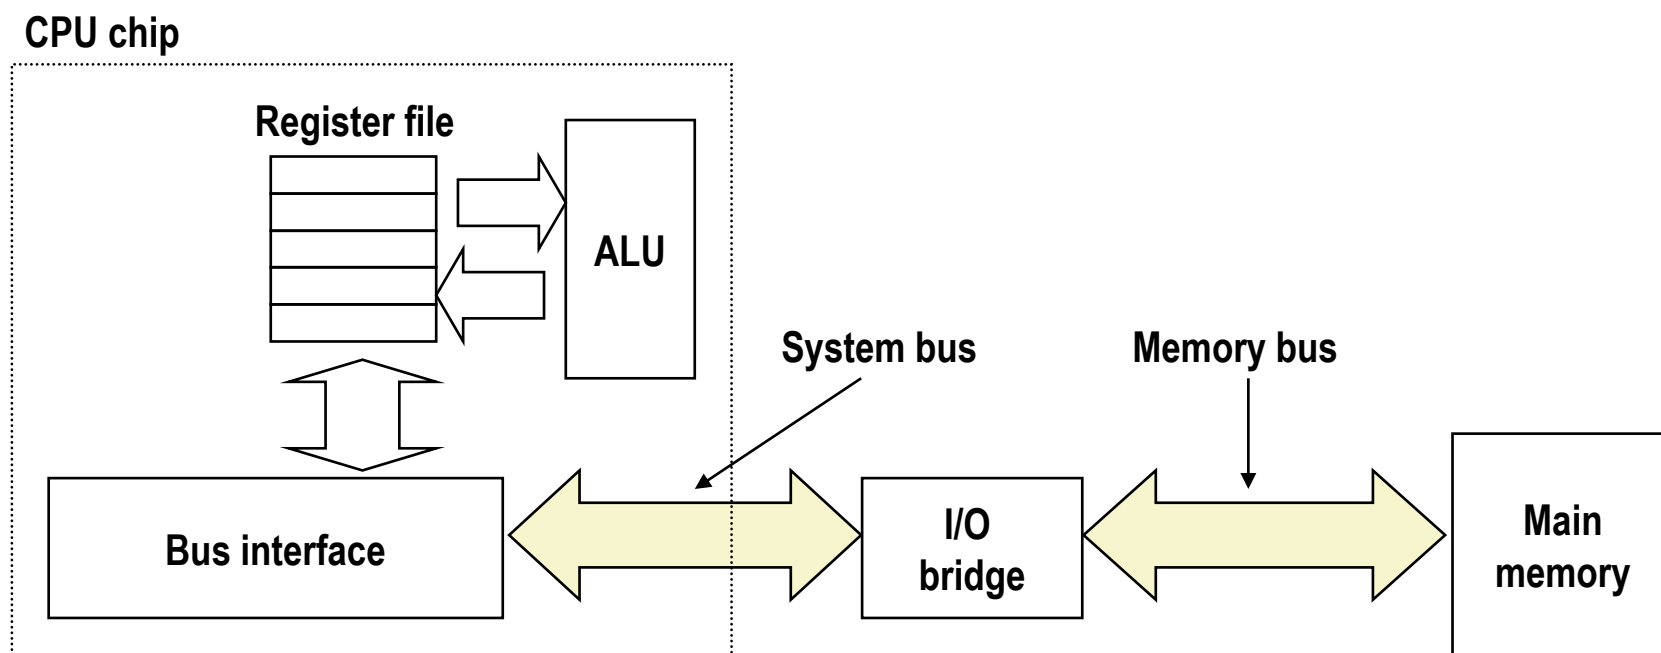 CPU chip
Register file
ALU
System bus
Memory bus
Bus interface
I/O
bridge
Main
memory